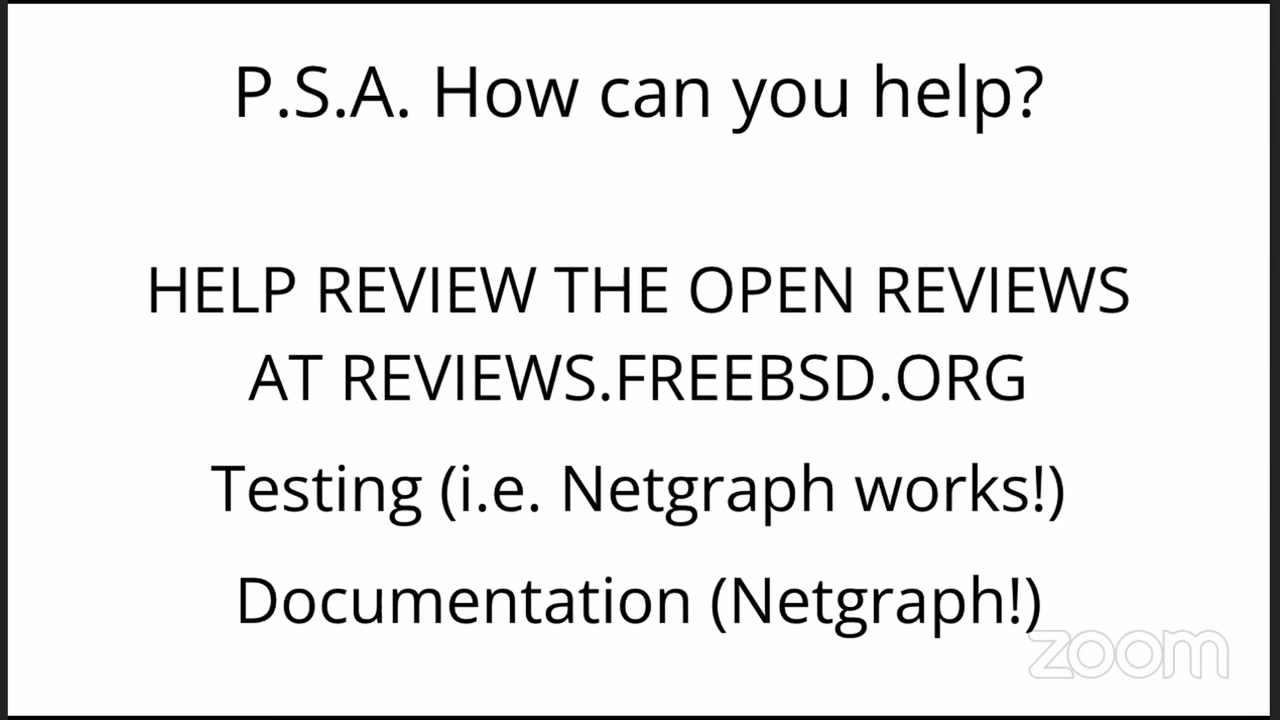 P.S.A. How can you help?
HELP REVIEW THE OPEN REVIEWS
AT REVIEWS.FREEBSD.ORG
Testing (i.e. Netgraph works!)
Documentation (Netgraph!)
zoom